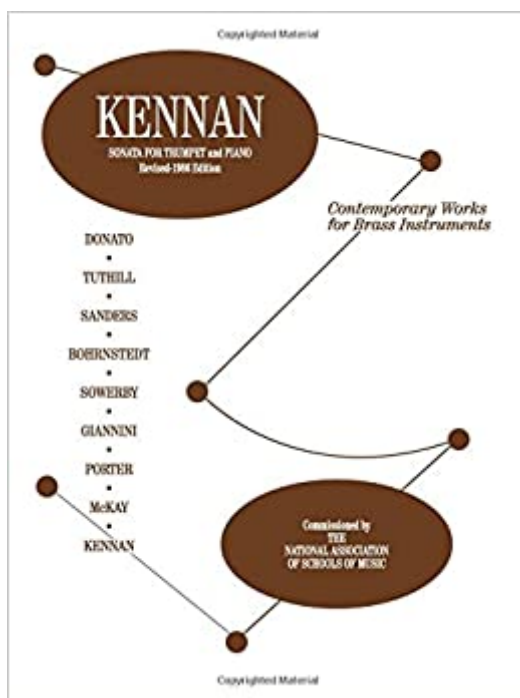 Copyrighted Material
KENNAN
SONATA FOR TRUMPET and PIANO
Revised-1986 Edition
Contemporary Works
for Brass Instruments
DONATO
•
TUTHILL
•
SANDERS
•
BOHRNSTEDT
•
SOWERBY
•
GIANNINI
•
PORTER
•
McKAY
•
KENNAN
Commissioned by
THE
NATIONAL ASSOCIATION
OF SCHOOLS OF MUSIC
Copyrighted Material